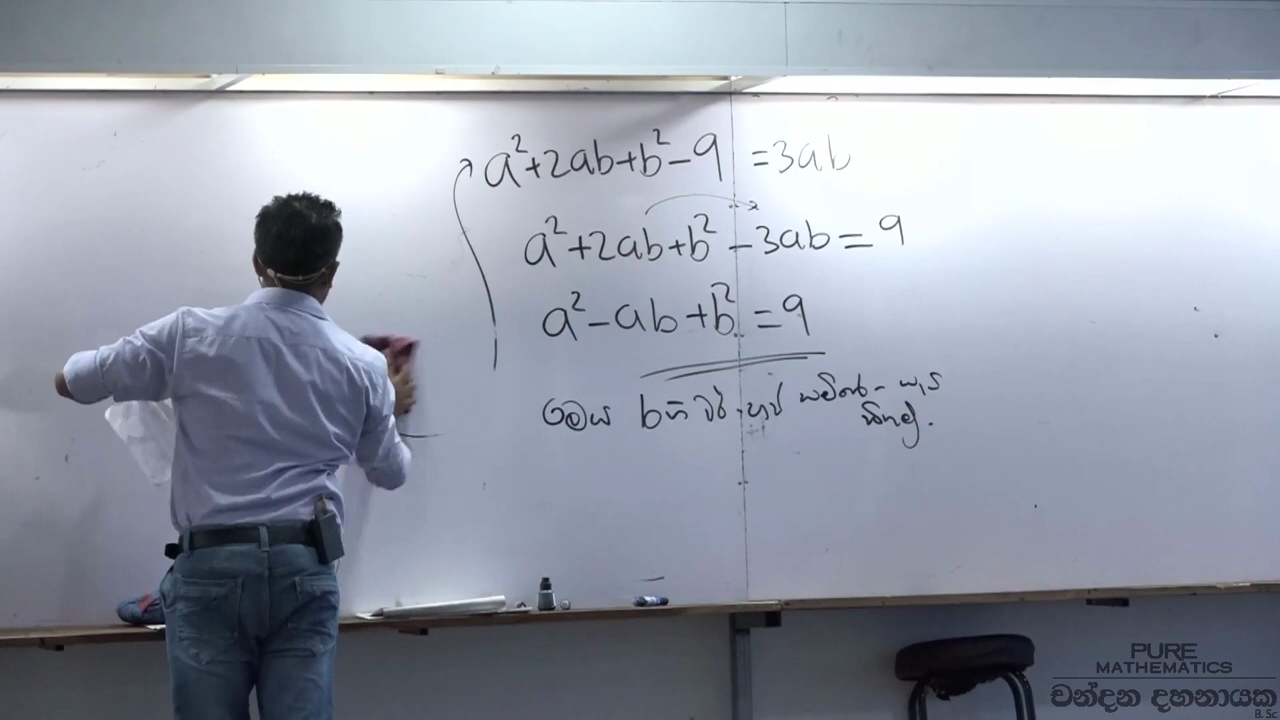 a²+2ab+b²-9 =3ab
a²+2ab+b²-3ab=9
a²-ab+b²=9
මෙය b
PURE
MATHEMATICS
චන්දන දහනායක
B.Sc